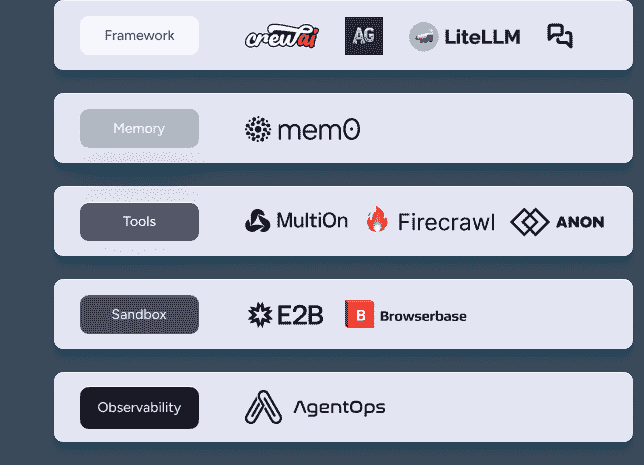 Framework crewai AG LiteLLM
Memory mem0
Tools MultiOn Firecrawl ANON
Sandbox E2B B Browserbase
Observability AgentOps